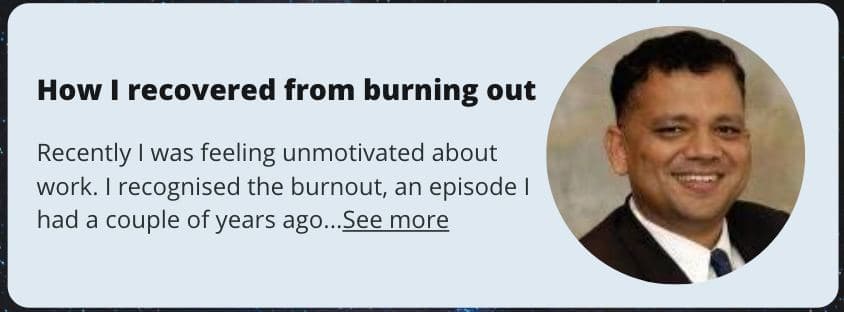 How I recovered from burning out
Recently I was feeling unmotivated about
work. I recognised the burnout, an episode I
had a couple of years ago...See more